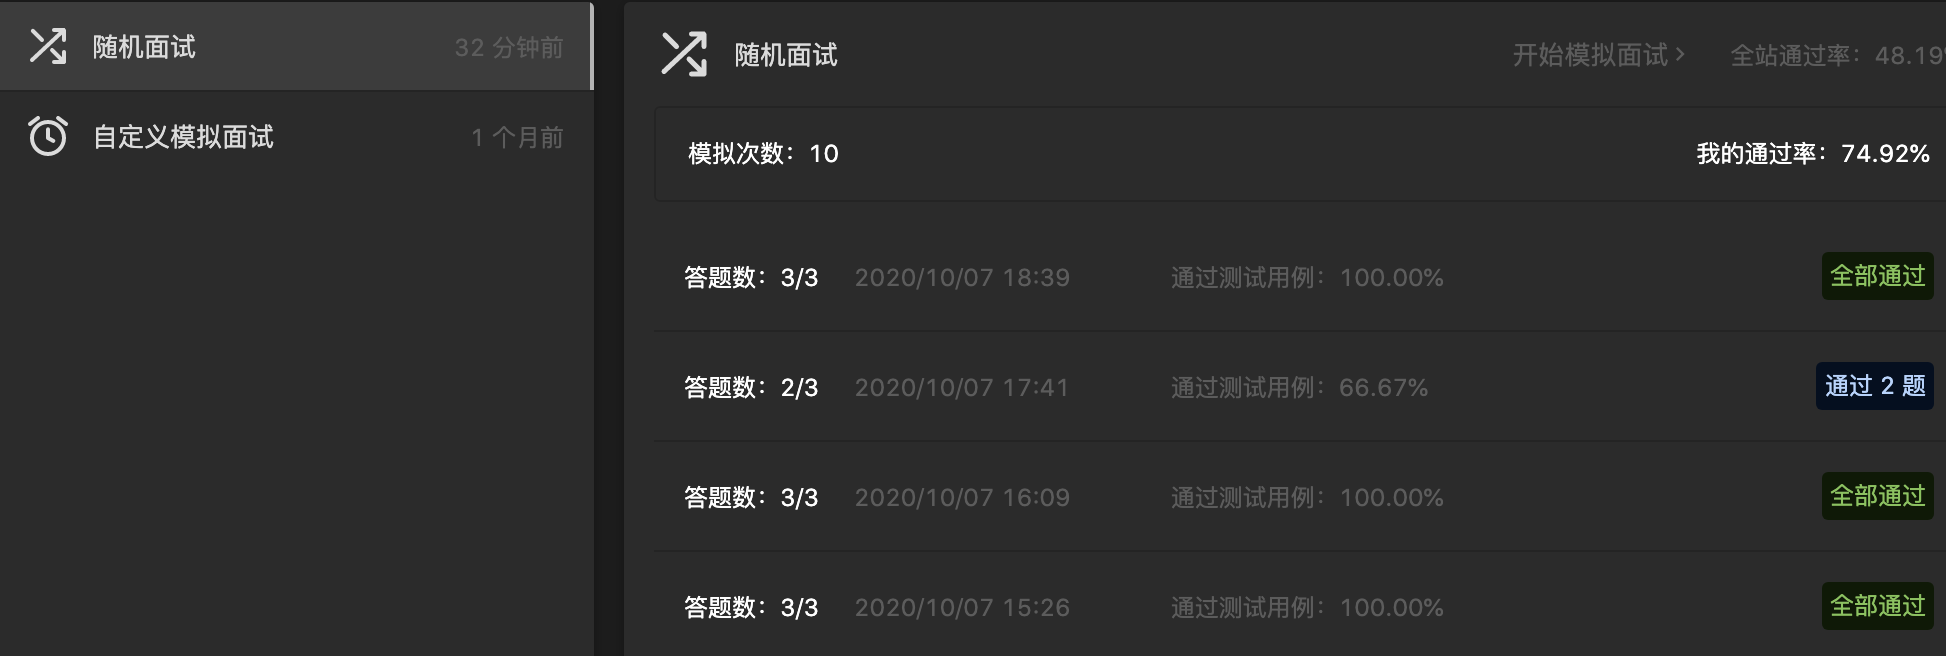 随机面试 32 分钟前
自定义模拟面试 1 个月前
随机面试 开始模拟面试 > 全站通过率：48.19
模拟次数：10 我的通过率：74.92%
答题数：3/3 2020/10/07 18:39 通过测试用例：100.00% 全部通过
答题数：2/3 2020/10/07 17:41 通过测试用例：66.67% 通过 2 题
答题数：3/3 2020/10/07 16:09 通过测试用例：100.00% 全部通过
答题数：3/3 2020/10/07 15:26 通过测试用例：100.00% 全部通过